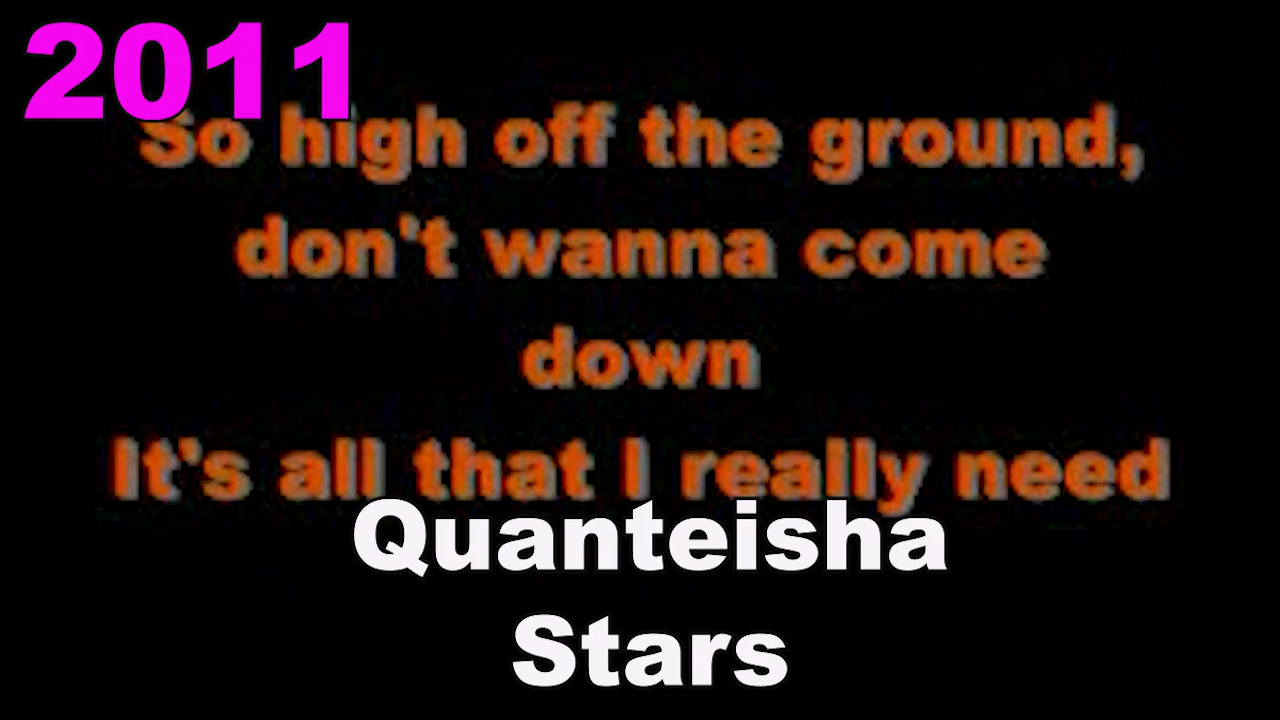 2011
So high off the ground,
don't wanna come
down
It's all that I really need
Quanteisha
Stars